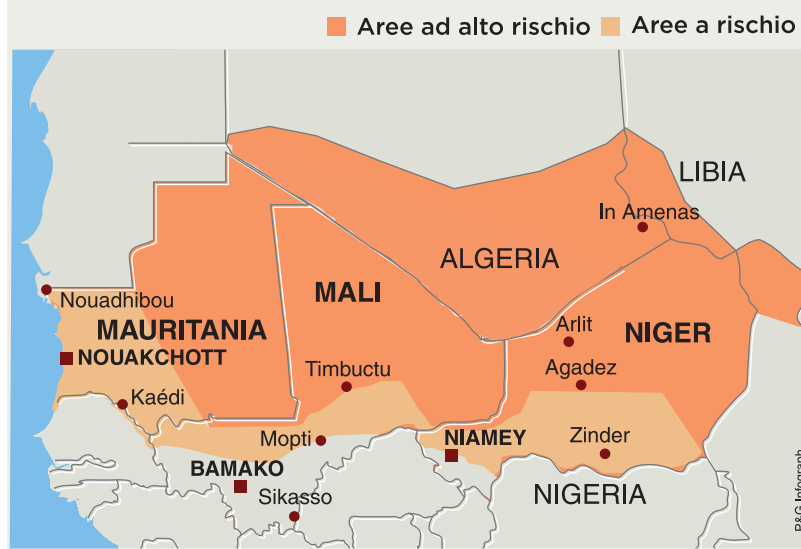 Aree ad alto rischio
Aree a rischio
LIBIA
In Amenas
ALGERIA
MALI
Nouadhibou
MAURITANIA
Arlit
NIGER
NOUAKCHOTT
Timbuctu
Agadez
Kaédi
Mopti
NIAMEY
Zinder
BAMAKO
Sikasso
NIGERIA
P&G Infograph